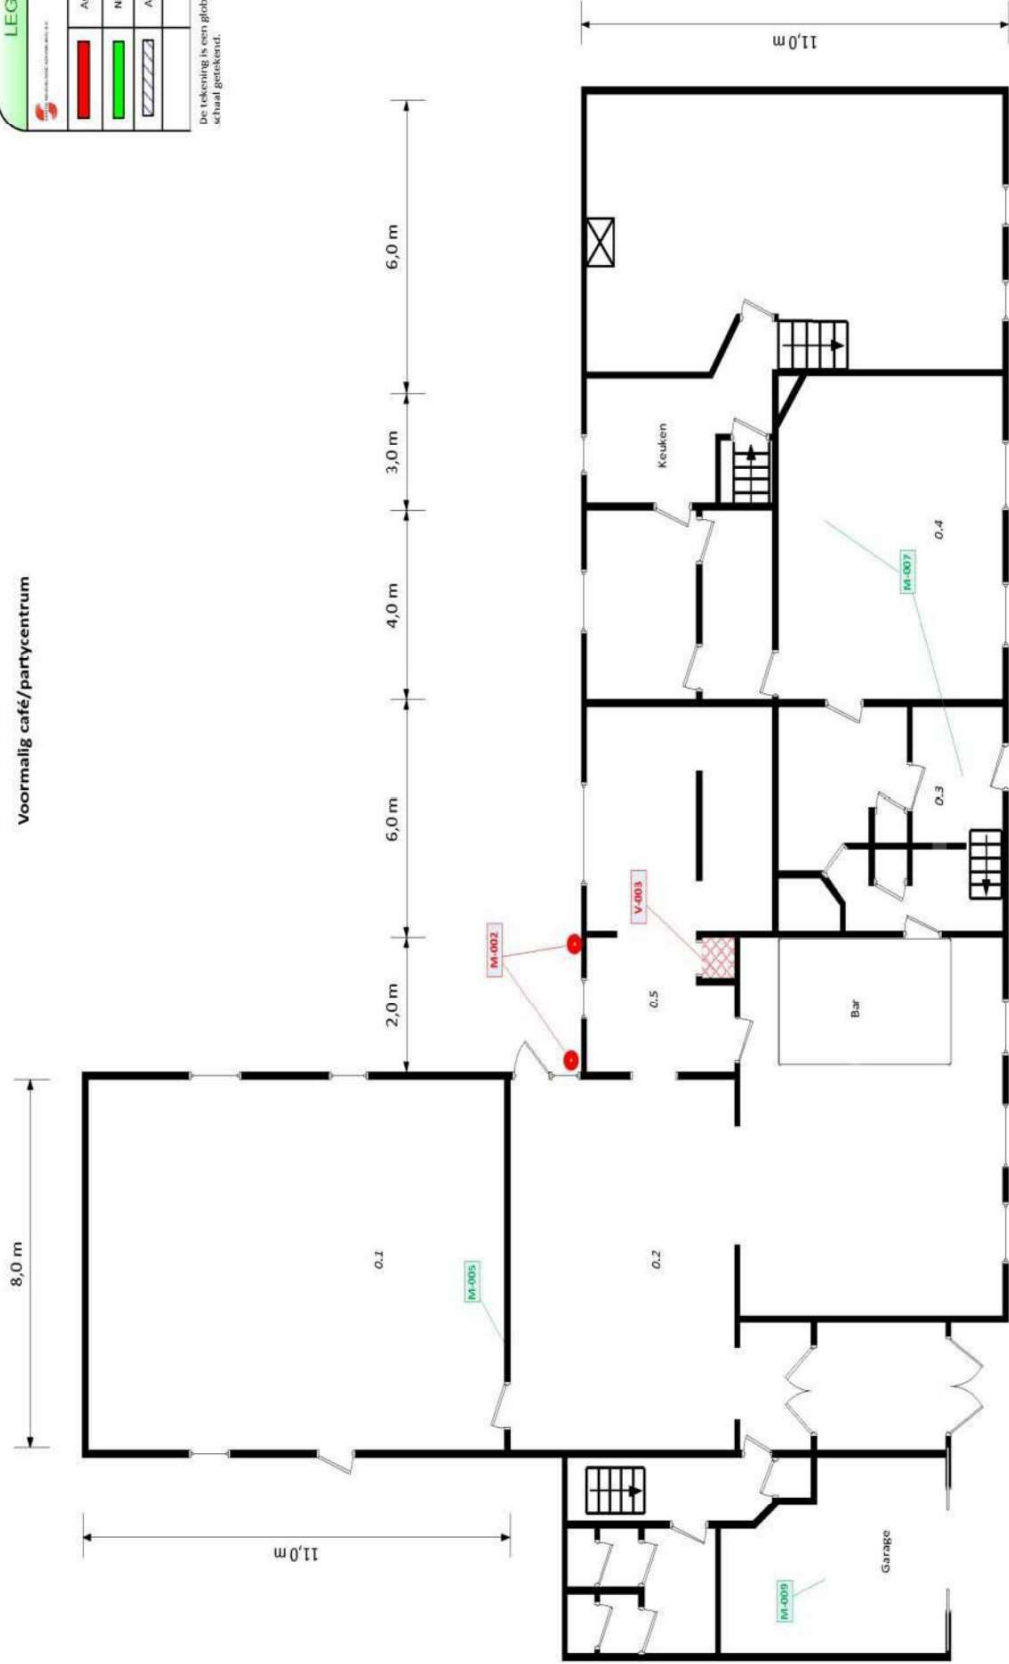 Voormalig café/partycentrum
LEG
De tekening is een glob
schaal getekend.
8,0 m
2,0 m
6,0 m
4,0 m
3,0 m
6,0 m
11,0 m
11,0 m
0.1
M-005
M-002
0.2
0.5
V-003
Keuken
Bar
0.3
M-007
0.4
Garage
M-009